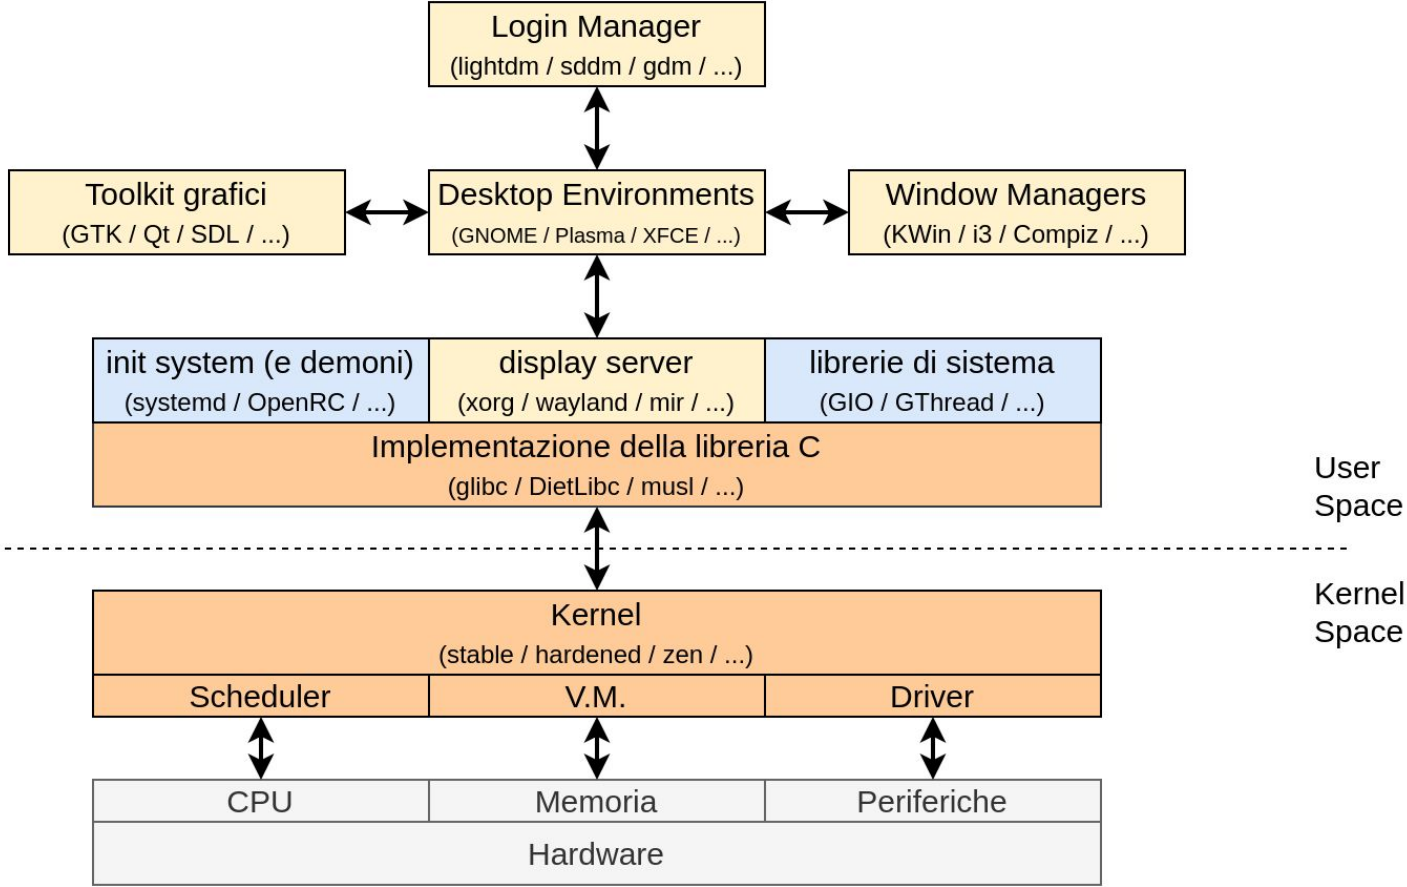 Login Manager
(lightdm / sddm / gdm / ...)
Toolkit grafici
(GTK / Qt / SDL / ...)
Desktop Environments
(GNOME / Plasma / XFCE / ...)
Window Managers
(KWin / i3 / Compiz / ...)
init system (e demoni)
(systemd / OpenRC / ...)
display server
(xorg / wayland / mir / ...)
librerie di sistema
(GIO / GThread / ...)
Implementazione della libreria C
(glibc / DietLibc / musl / ...)
User
Space
Kernel
Space
Kernel
(stable / hardened / zen / ...)
Scheduler
V.M.
Driver
CPU
Memoria
Periferiche
Hardware